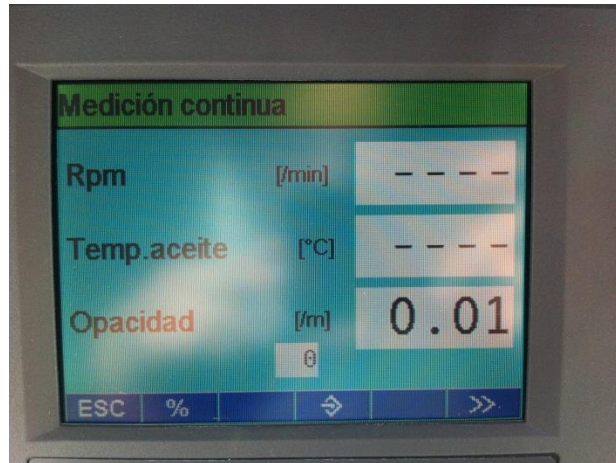 Medición continua
Rpm [/min] ----
Temp.aceite [°C] ----
Opacidad [/m] 0.01
0
ESC % >>